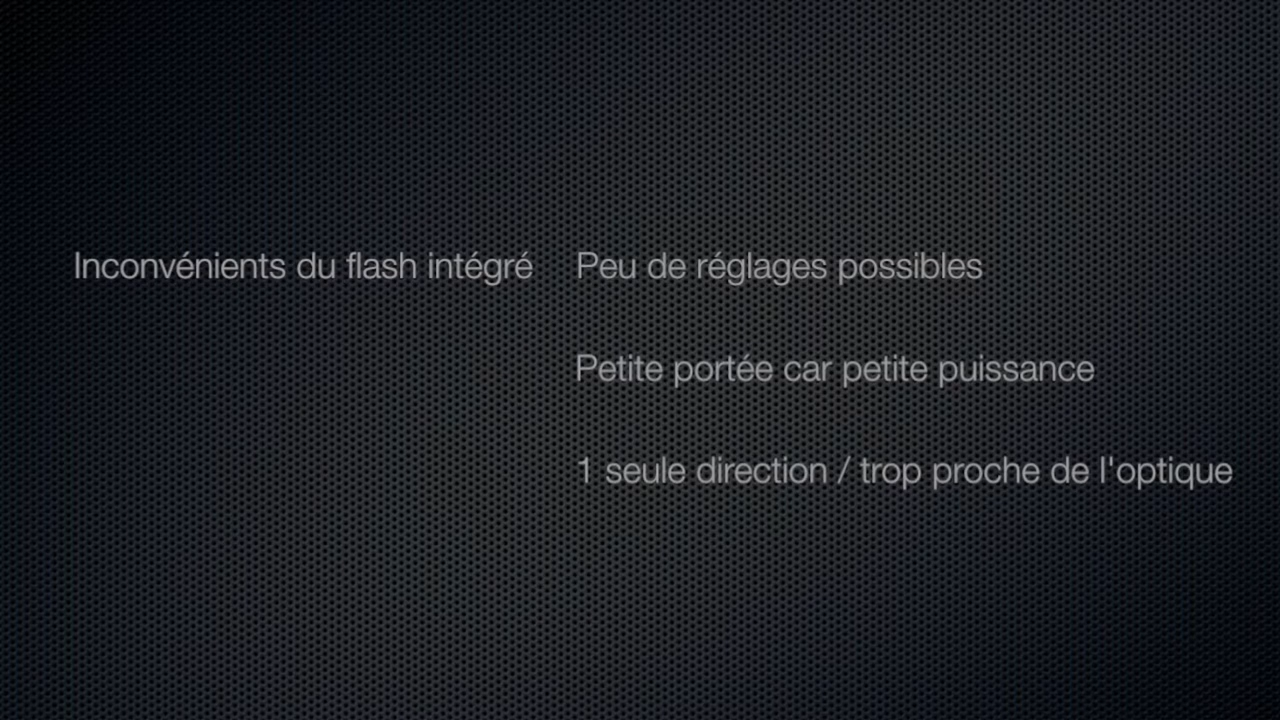 Inconvénients du flash intégré
Peu de réglages possibles
Petite portée car petite puissance
1 seule direction / trop proche de l'optique